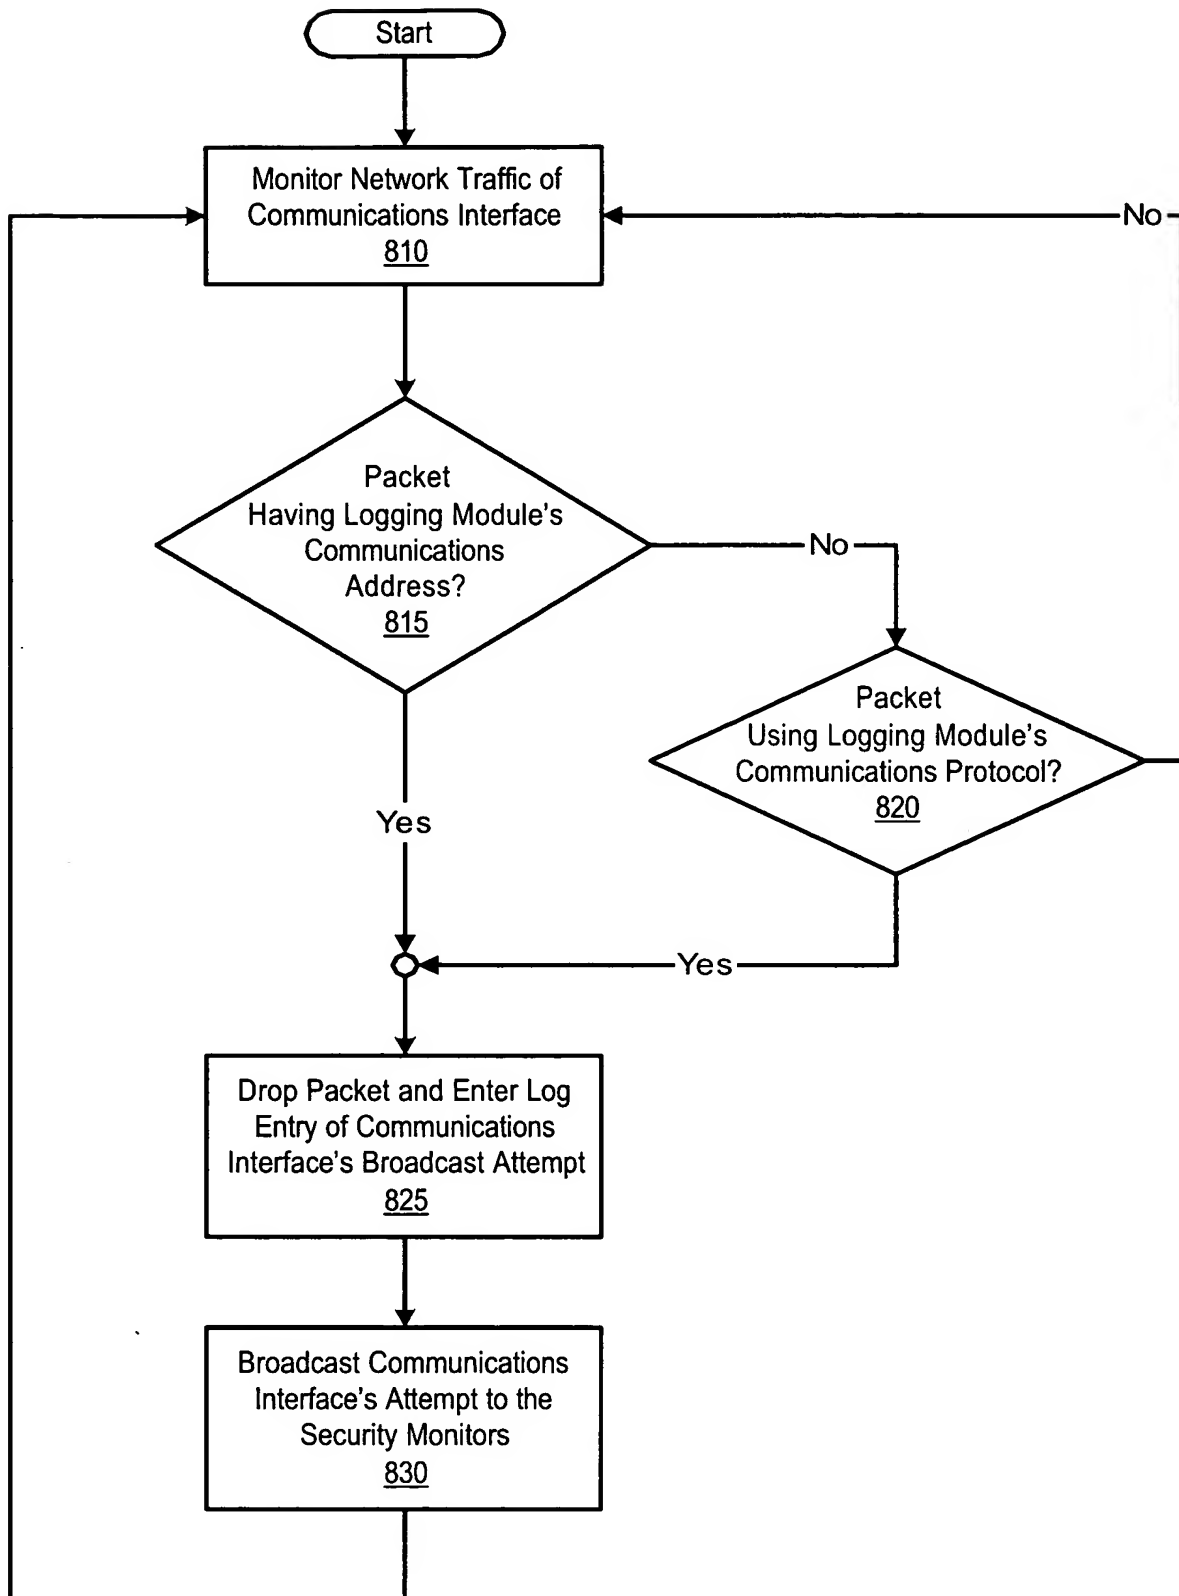 Start
Monitor Network Traffic of
Communications Interface
810
No
Packet
Having Logging Module's
Communications
Address?
815
No
Packet
Using Logging Module's
Communications Protocol?
820
Yes
Yes
Drop Packet and Enter Log
Entry of Communications
Interface's Broadcast Attempt
825
Broadcast Communications
Interface's Attempt to the
Security Monitors
830